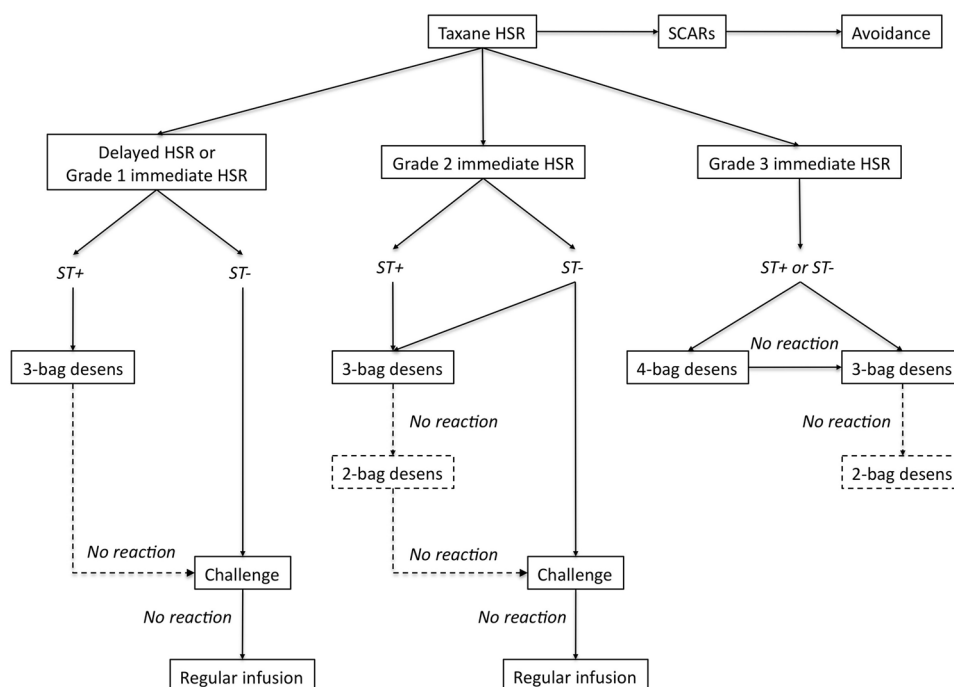 Taxane HSR
SCARs
Avoidance
Delayed HSR or
Grade 1 immediate HSR
Grade 2 immediate HSR
Grade 3 immediate HSR
ST+
ST-
ST+
ST-
ST+ or ST-
3-bag desens
3-bag desens
4-bag desens
No reaction
3-bag desens
No reaction
No reaction
2-bag desens
2-bag desens
No reaction
No reaction
Challenge
Challenge
No reaction
No reaction
Regular infusion
Regular infusion